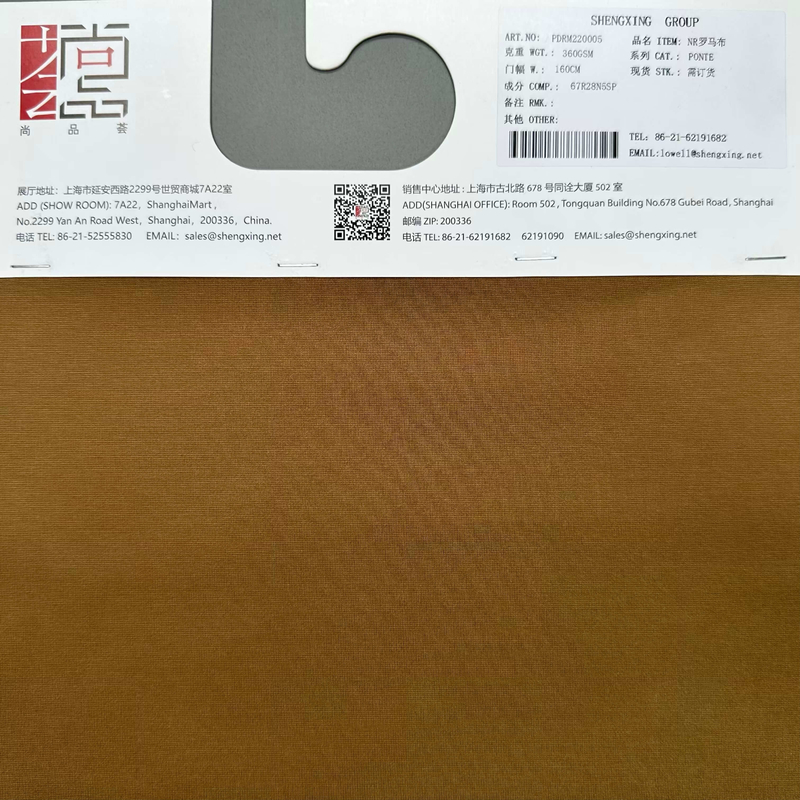 尚品
尚 品 荟
SHENGXING GROUP
ART.NO: PDRM22000S
品名 ITEM: NR罗马布
克重 WGT.: 360GSM
系列 CAT.: PONTE
门幅 W.: 160CM
现货 STK.: 需订货
成分 COMP.: 67R28N5SP
备注 RMK.:
其他 OTHER:
TEL: 86-21-62191682
EMAIL:lowell@shengxing.net
展厅地址: 上海市延安西路2299号世贸商城7A22室
ADD (SHOW ROOM): 7A22, ShanghaiMart,
No.2299 Yan An Road West, Shanghai, 200336, China.
电话 TEL: 86-21-52555830 EMAIL: sales@shengxing.net
销售中心地址:上海市古北路 678 号同诠大厦 502 室
ADD(SHANGHAI OFFICE): Room 502, Tongquan Building No.678 Gubei Road, Shanghai
邮编 ZIP: 200336
电话 TEL: 86-21-62191682 62191090 EMAIL: sales@shengxing.net